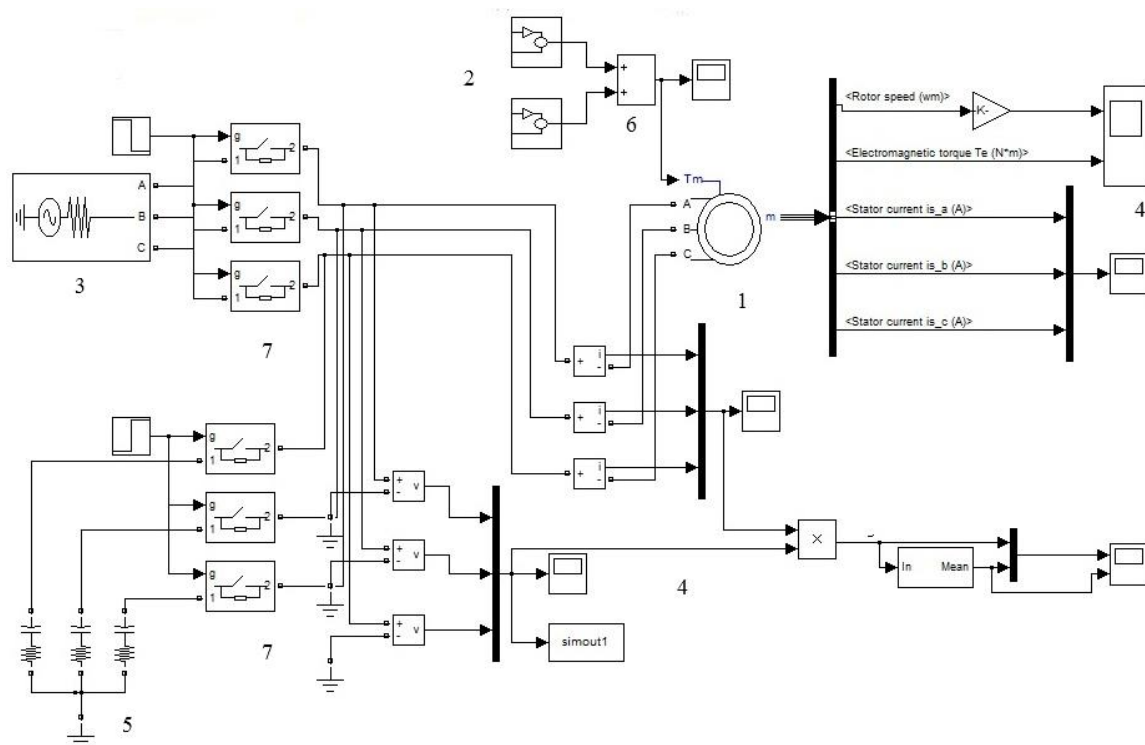 2
+
+
6
<Rotor speed (wm)>
K-
<Electromagnetic torque Te (N*m)>
4
g
1
2
Tm
A
B
C
m
<Stator current is_a (A)>
<Stator current is_b (A)>
<Stator current is_c (A)>
1
A
B
C
3
g
1
2
g
1
2
7
+
i
-
+
i
-
+
i
-
g
1
2
g
1
2
g
1
2
7
+
-
v
+
-
v
+
-
v
simout1
4
×
In
Mean
5